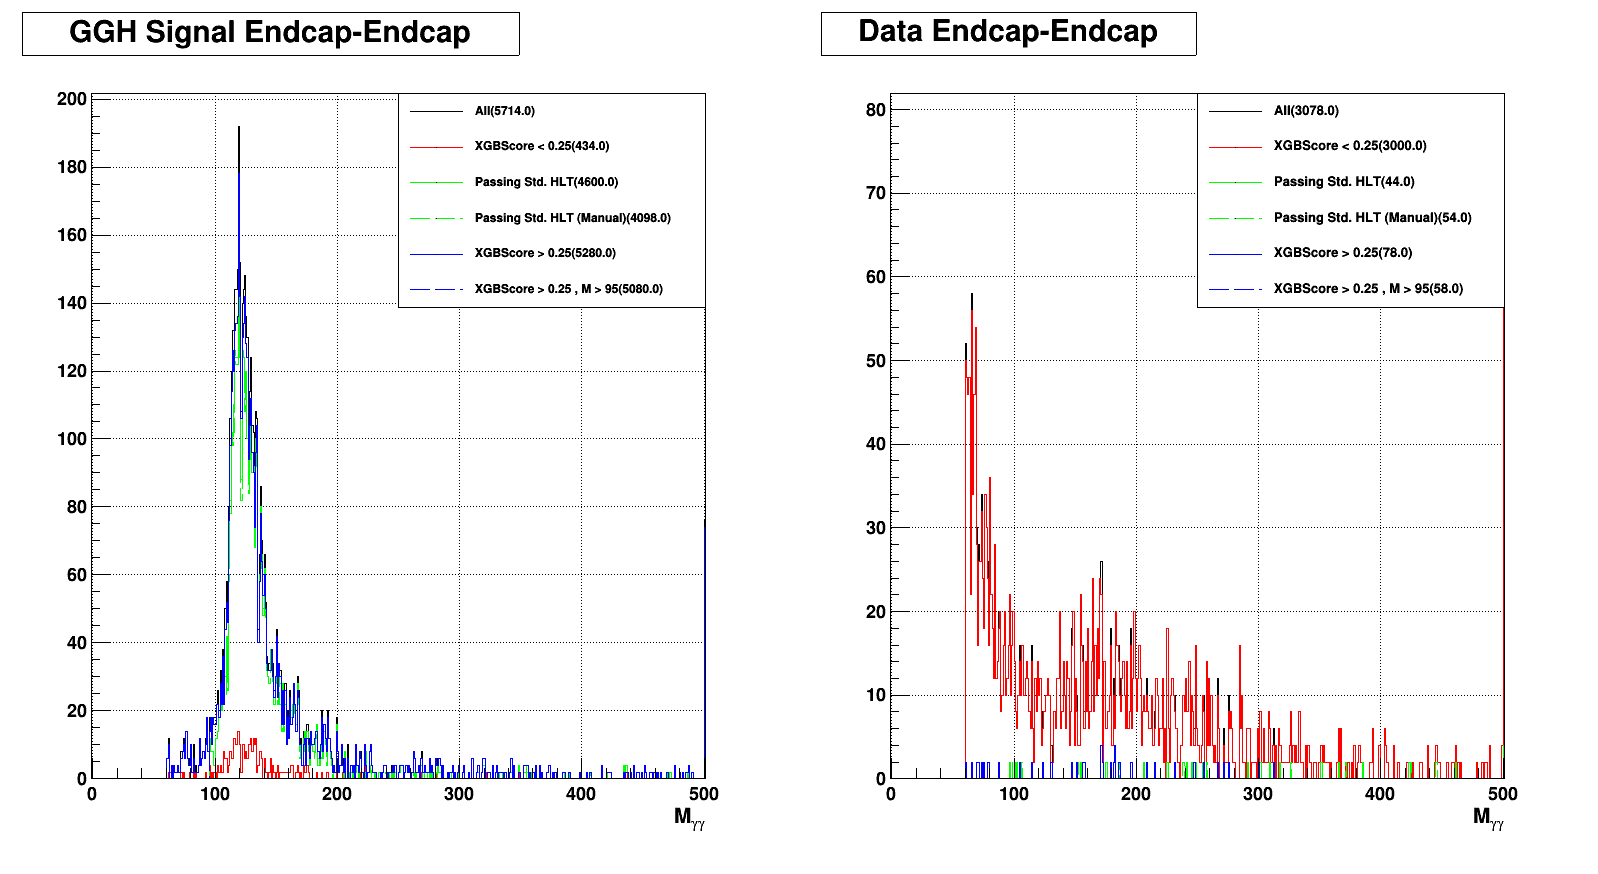 GGH Signal Endcap-Endcap
200
180
160
140
120
100
80
60
40
20
0
0
100
200
300
400
500
Mγγ
All(5714.0)
XGBScore < 0.25(434.0)
Passing Std. HLT(4600.0)
Passing Std. HLT (Manual)(4098.0)
XGBScore > 0.25(5280.0)
XGBScore > 0.25 , M > 95(5080.0)
Data Endcap-Endcap
80
70
60
50
40
30
20
10
0
0
100
200
300
400
500
Mγγ
All(3078.0)
XGBScore < 0.25(3000.0)
Passing Std. HLT(44.0)
Passing Std. HLT (Manual)(54.0)
XGBScore > 0.25(78.0)
XGBScore > 0.25 , M > 95(58.0)